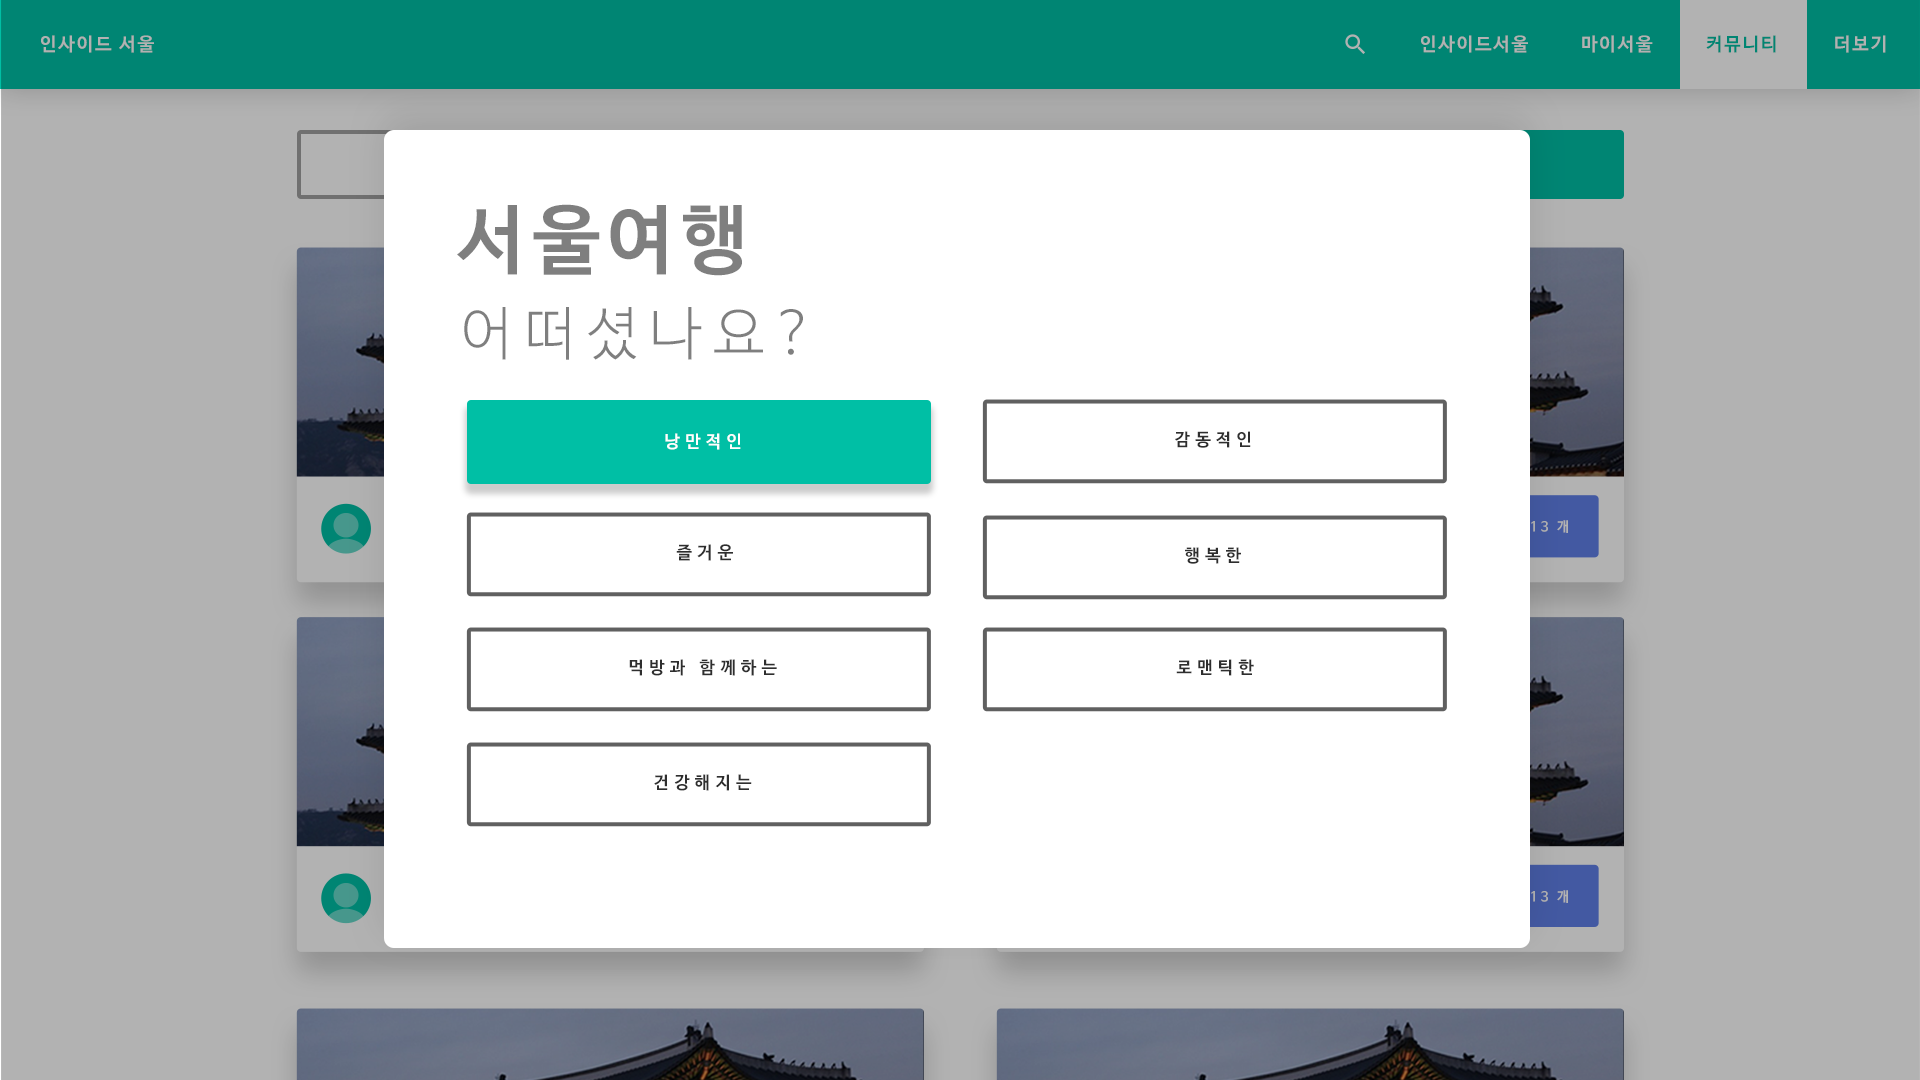 인사이드 서울
인사이드서울
마이서울
커뮤니티
더보기
서울여행
어떠셨나요?
낭만적인
감동적인
즐거운
행복한
먹방과 함께하는
로맨틱한
건강해지는
13 개
13 개